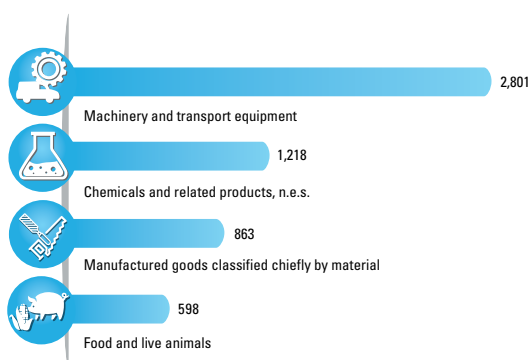 2,801
Machinery and transport equipment
1,218
Chemicals and related products, n.e.s.
863
Manufactured goods classified chiefly by material
598
Food and live animals